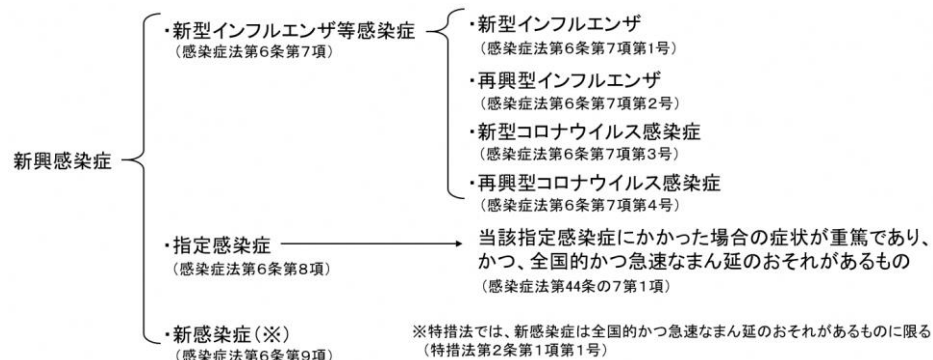 ・新型インフルエンザ等感染症
（感染症法第6条第7項）
・新型インフルエンザ
（感染症法第6条第7項第1号）
・再興型インフルエンザ
（感染症法第6条第7項第2号）
・新型コロナウイルス感染症
（感染症法第6条第7項第3号）
・再興型コロナウイルス感染症
（感染症法第6条第7項第4号）
新興感染症
・指定感染症
（感染症法第6条第8項）
当該指定感染症にかかった場合の症状が重篤であり、
かつ、全国的かつ急速なまん延のおそれがあるもの
（感染症法第44条の7第1項）
・新感染症(※)
（感染症法第6条第9項）
※特措法では、新感染症は全国的かつ急速なまん延のおそれがあるものに限る
（特措法第2条第1項第1号）